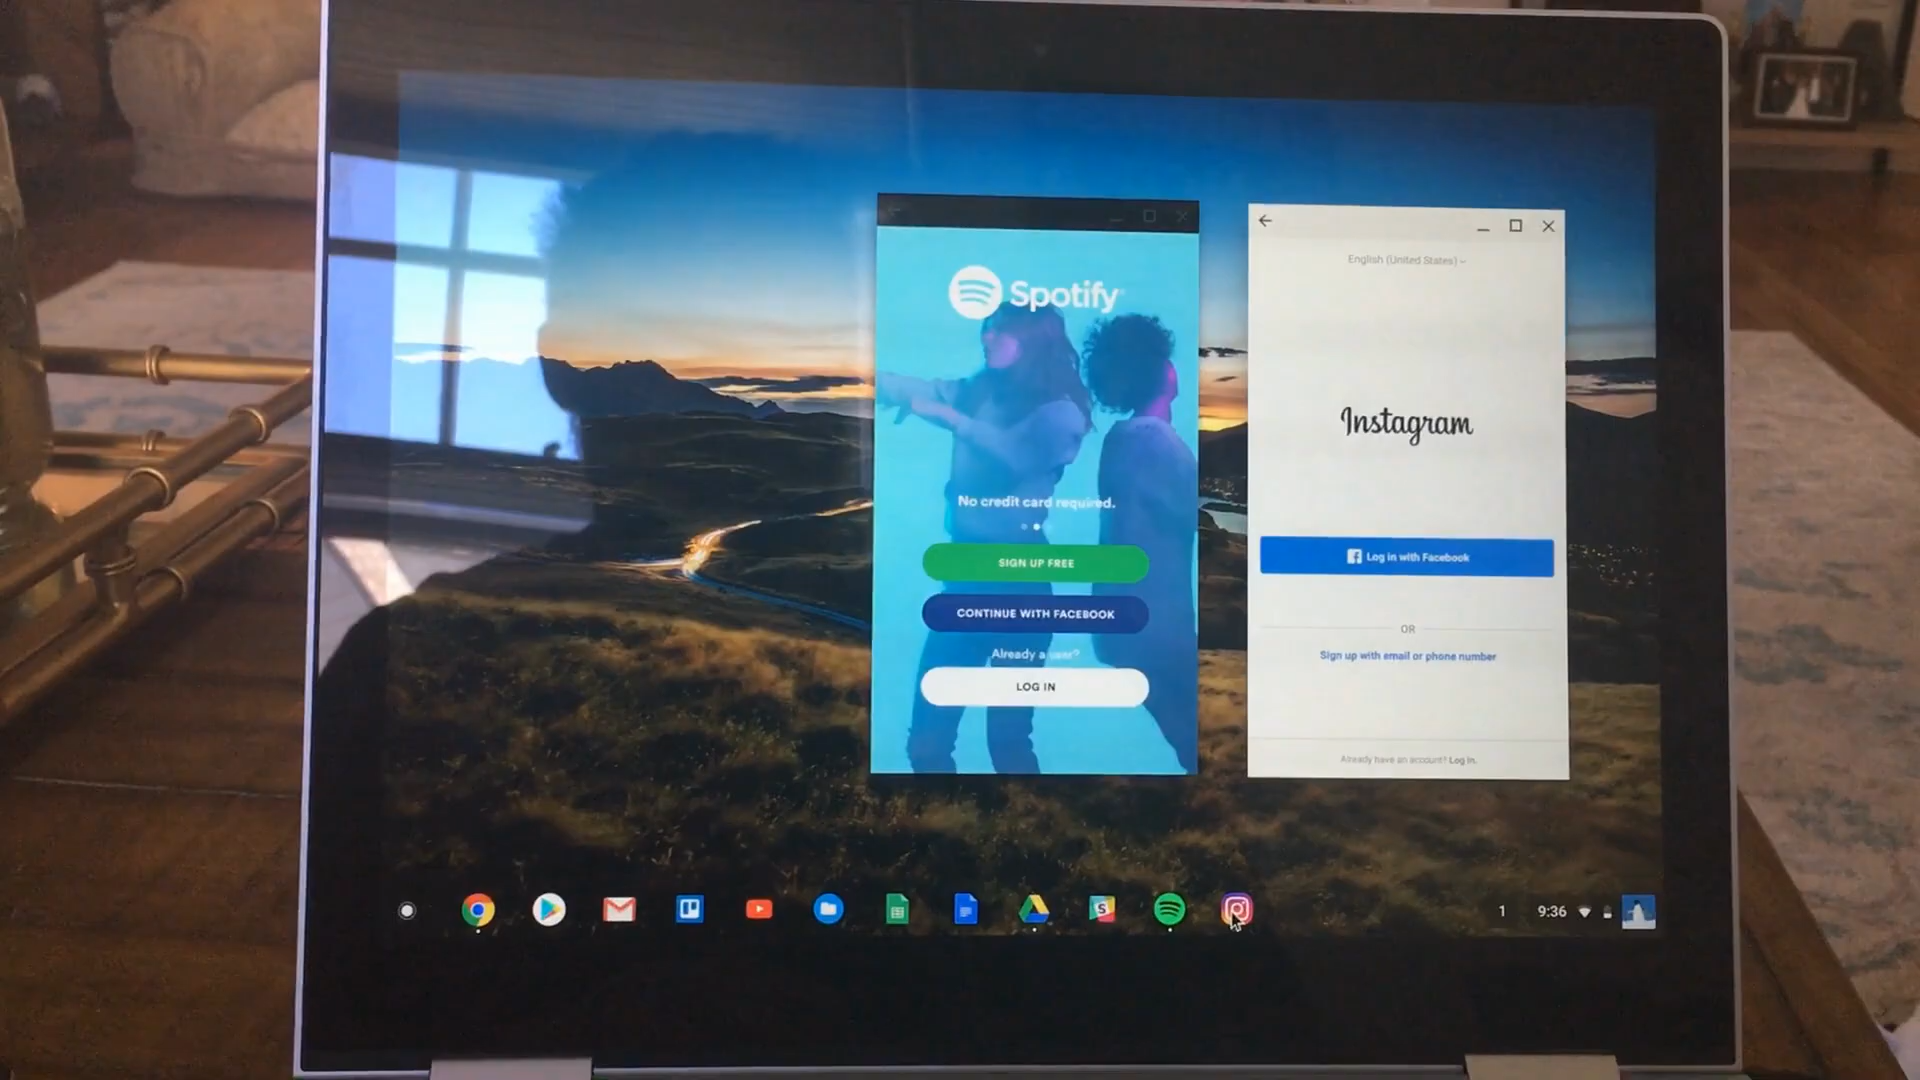 Spotify
No credit card required.
SIGN UP FREE
CONTINUE WITH FACEBOOK
Already a user?
LOG IN
English (United States)
Instagram
Log in with Facebook
OR
Sign up with email or phone number
Already have an account? Log in.
S
1
9:36